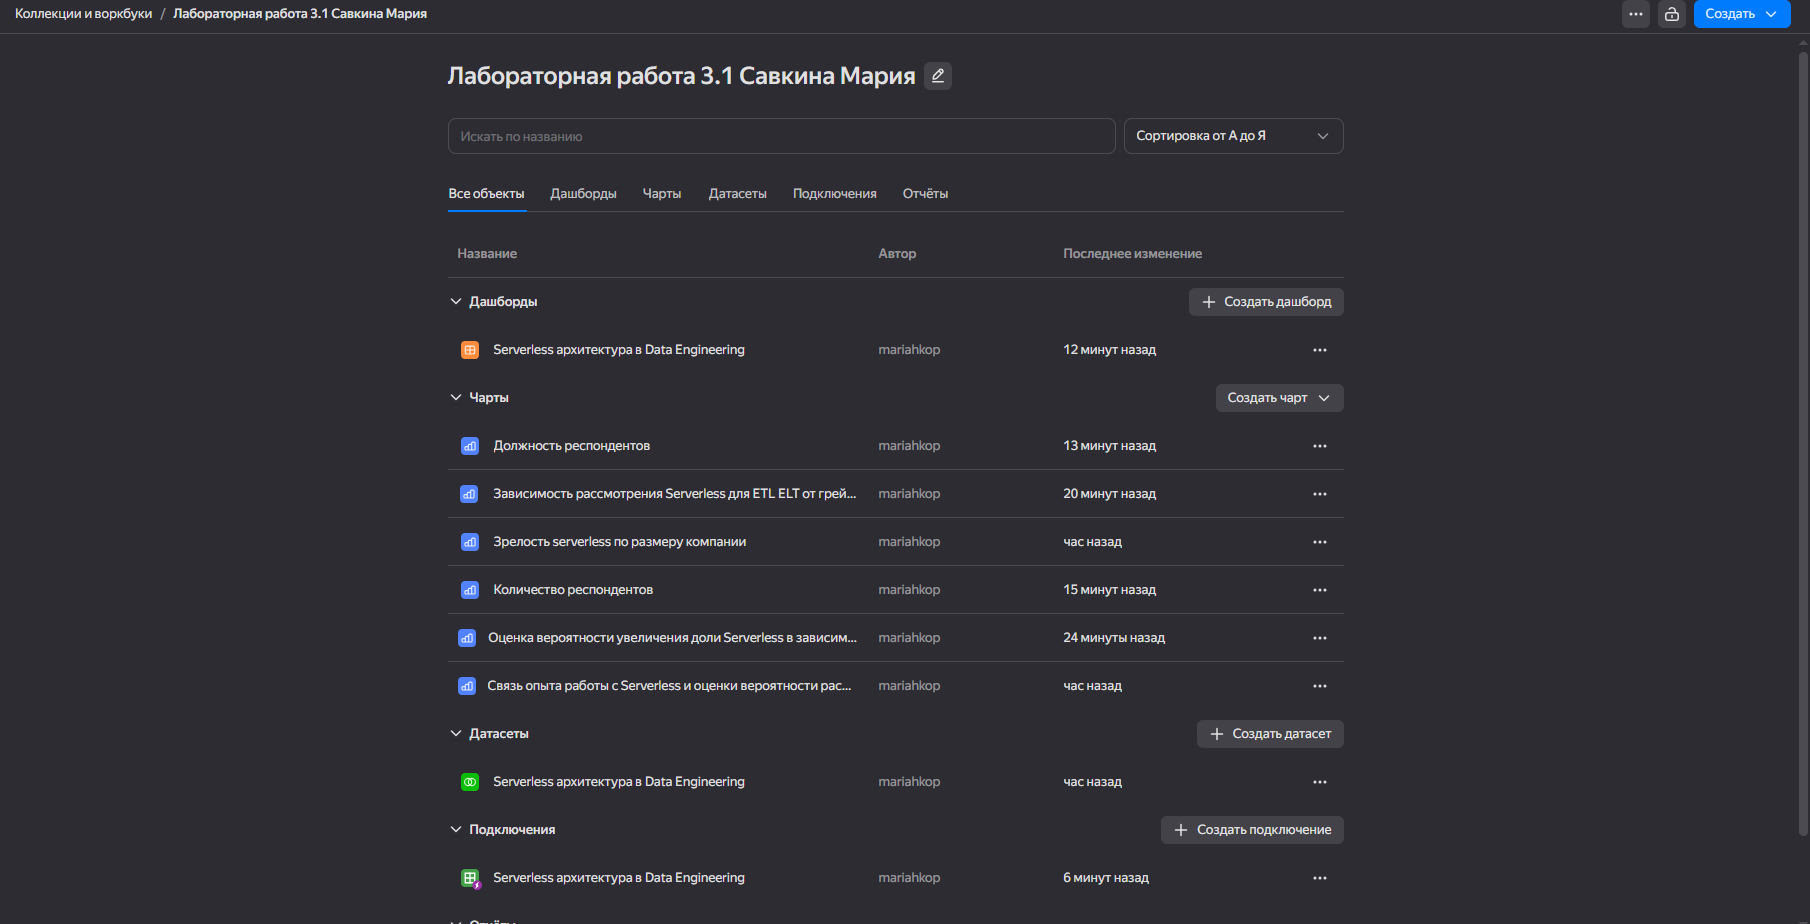 Коллекции и воркбуки / Лабораторная работа 3.1 Савкина Мария
Создать
Лабораторная работа 3.1 Савкина Мария
Искать по названию
Сортировка от А до Я
Все объекты Дашборды Чарты Датасеты Подключения Отчёты
Название Автор Последнее изменение
Дашборды Создать дашборд
Serverless архитектура в Data Engineering mariahkop 12 минут назад
Чарты Создать чарт
Должность респондентов mariahkop 13 минут назад
Зависимость рассмотрения Serverless для ETL ELT от грей... mariahkop 20 минут назад
Зрелость serverless по размеру компании mariahkop час назад
Количество респондентов mariahkop 15 минут назад
Оценка вероятности увеличения доли Serverless в зависим... mariahkop 24 минуты назад
Связь опыта работы с Serverless и оценки вероятности рас... mariahkop час назад
Датасеты Создать датасет
Serverless архитектура в Data Engineering mariahkop час назад
Подключения Создать подключение
Serverless архитектура в Data Engineering mariahkop 6 минут назад